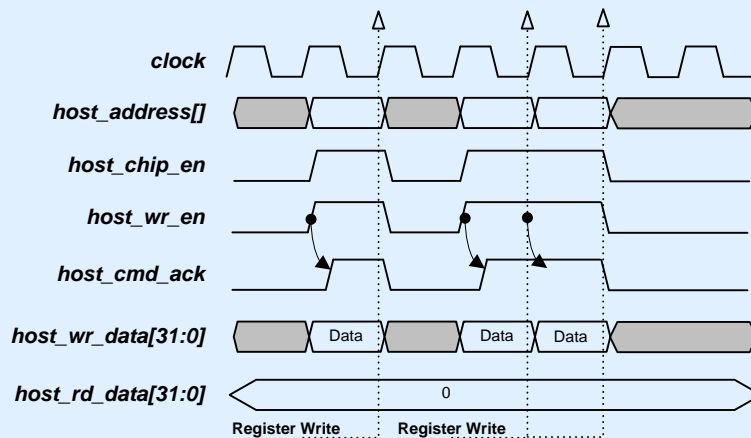 clock
host_address[]
host_chip_en
host_wr_en
host_cmd_ack
host_wr_data[31:0] Data Data Data
host_rd_data[31:0] 0
Register Write Register Write